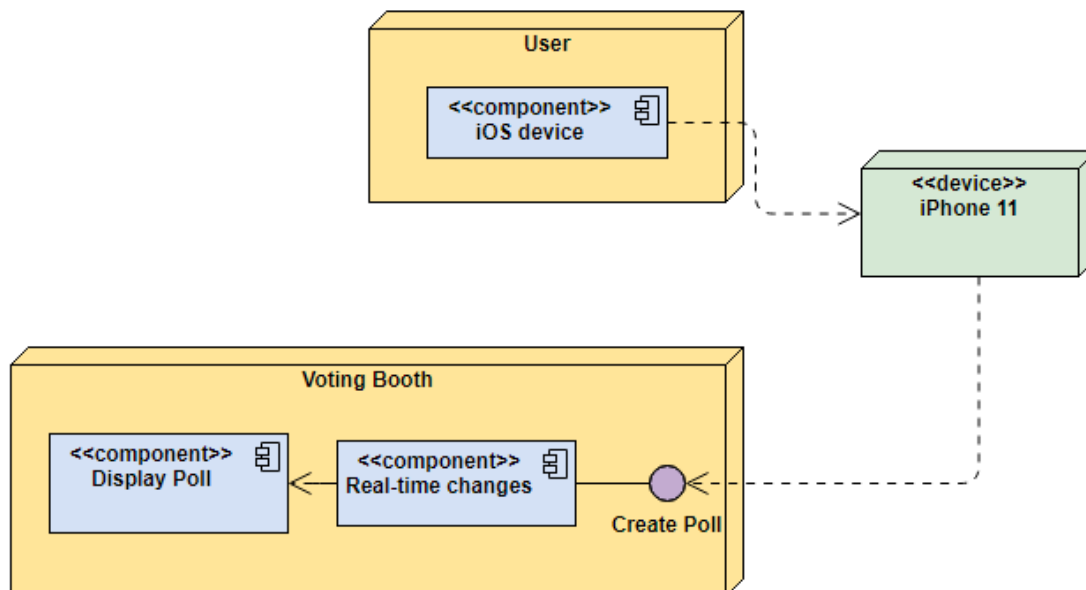 User
<<component>>
iOS device
<<device>>
iPhone 11
Voting Booth
<<component>>
Display Poll
<<component>>
Real-time changes
Create Poll